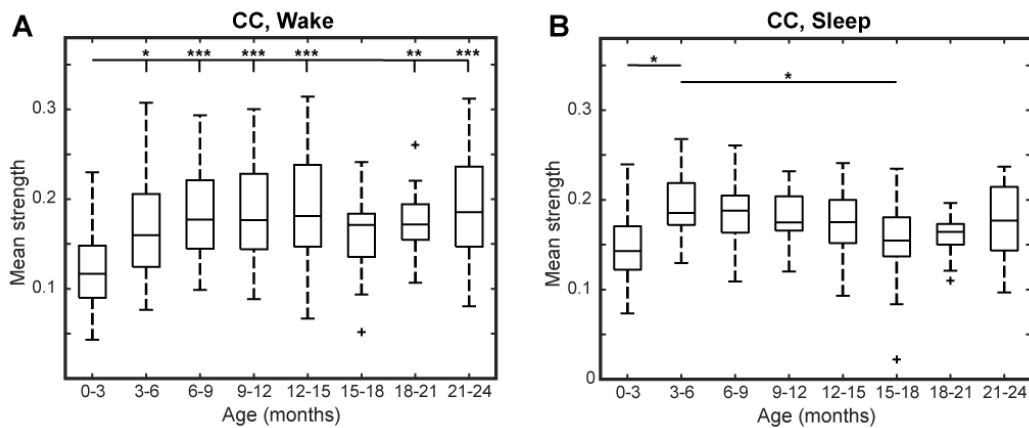 A
CC, Wake
* *** *** *** ** ***
0.3
0.2
0.1
Mean strength
0-3 3-6 6-9 9-12 12-15 15-18 18-21 21-24
Age (months)
B
CC, Sleep
*
*
0.3
0.2
0.1
0
Mean strength
0-3 3-6 6-9 9-12 12-15 15-18 18-21 21-24
Age (months)